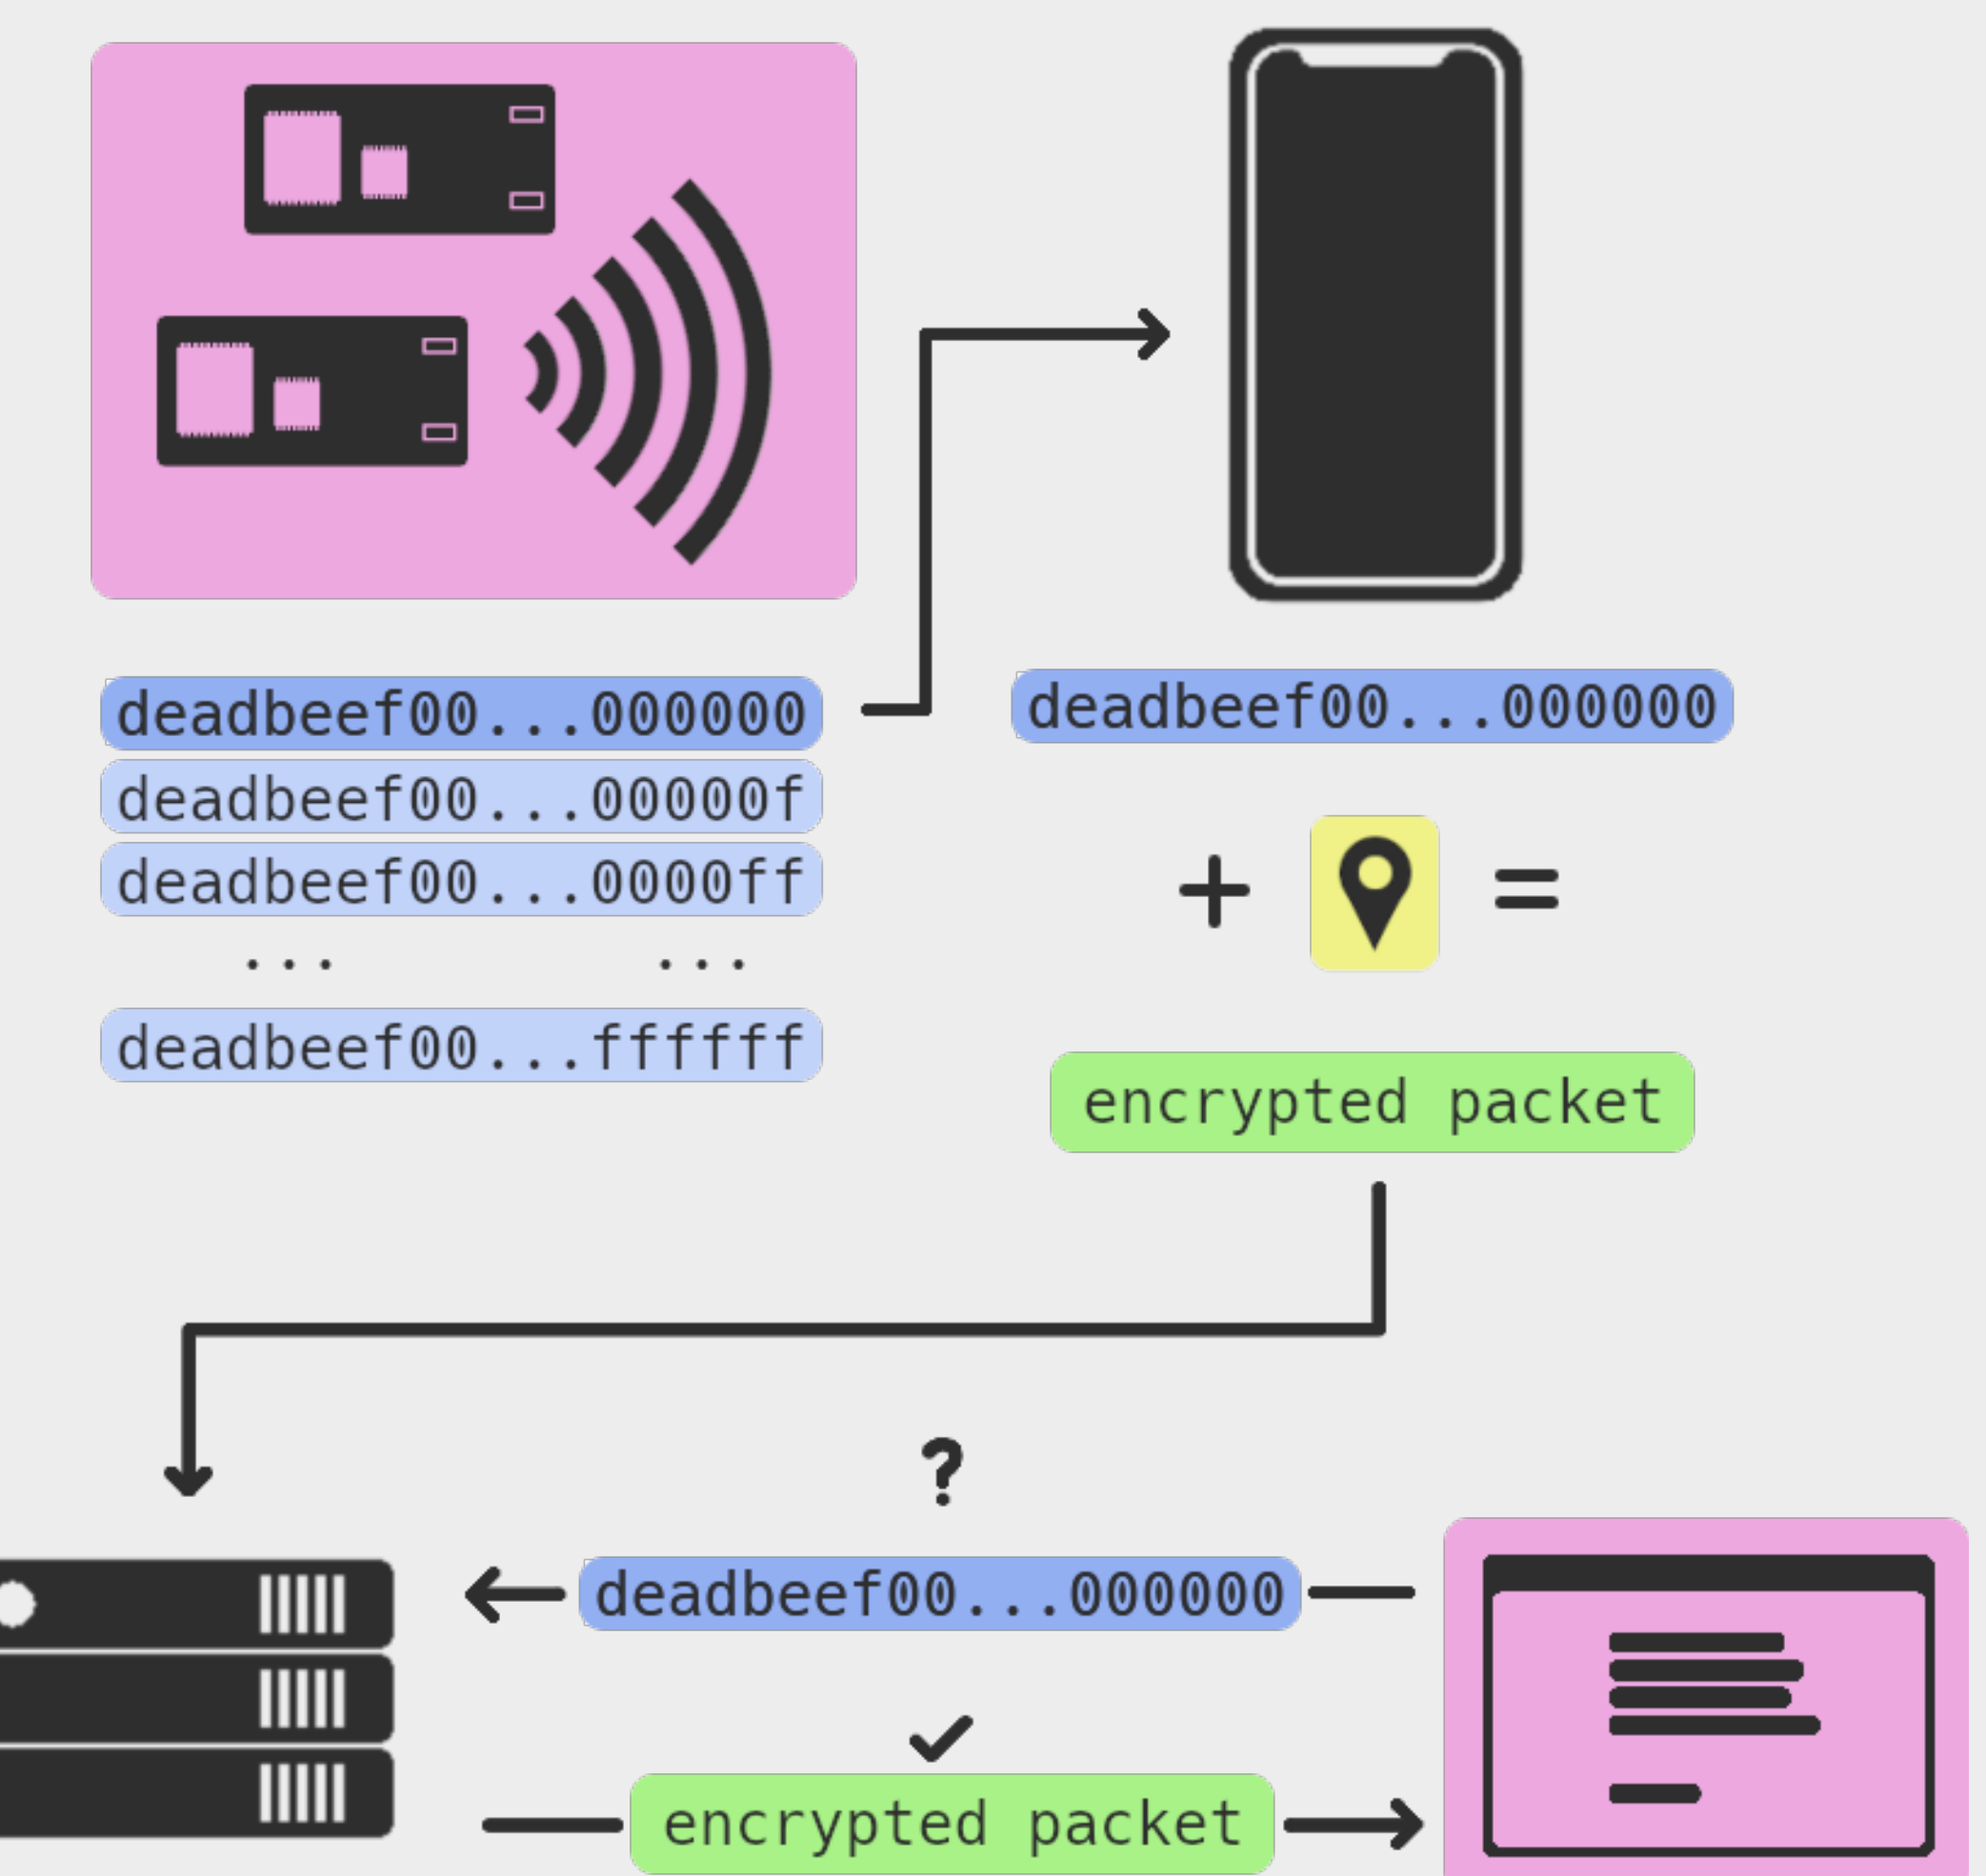 deadbeef00...000000
deadbeef00...00000f
deadbeef00...0000ff
... ...
deadbeef00...ffffff
deadbeef00...000000
+ =
encrypted packet
?
deadbeef00...000000
encrypted packet